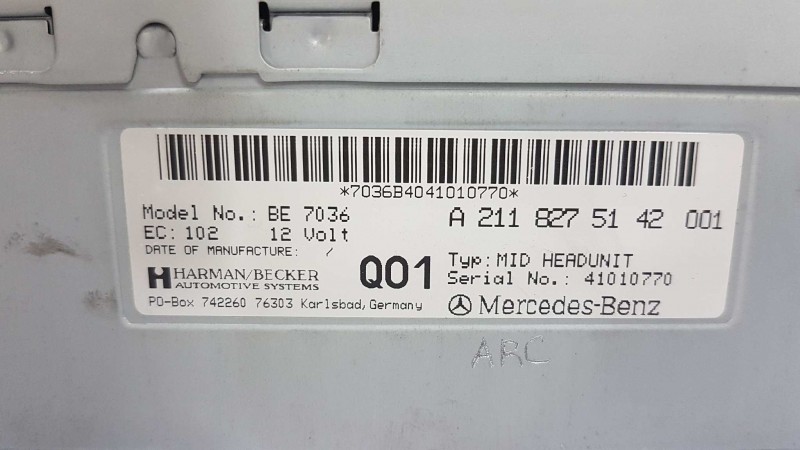 *7036B4041010770*
Model No.: BE 7036
A 211 827 51 42 001
EC: 102 12 Volt
DATE OF MANUFACTURE: /
HARMAN/BECKER
AUTOMOTIVE SYSTEMS
Q01
Typ: MID HEADUNIT
Serial No.: 41010770
PO-Box 742260 76303 Karlsbad, Germany
Mercedes-Benz
ARC